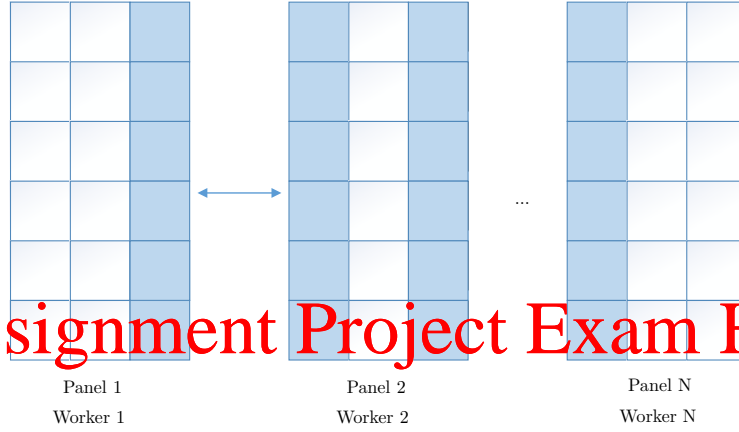 ...
signment Project Exam
Panel 1
Panel 2
Panel N
Worker 1
Worker 2
Worker N